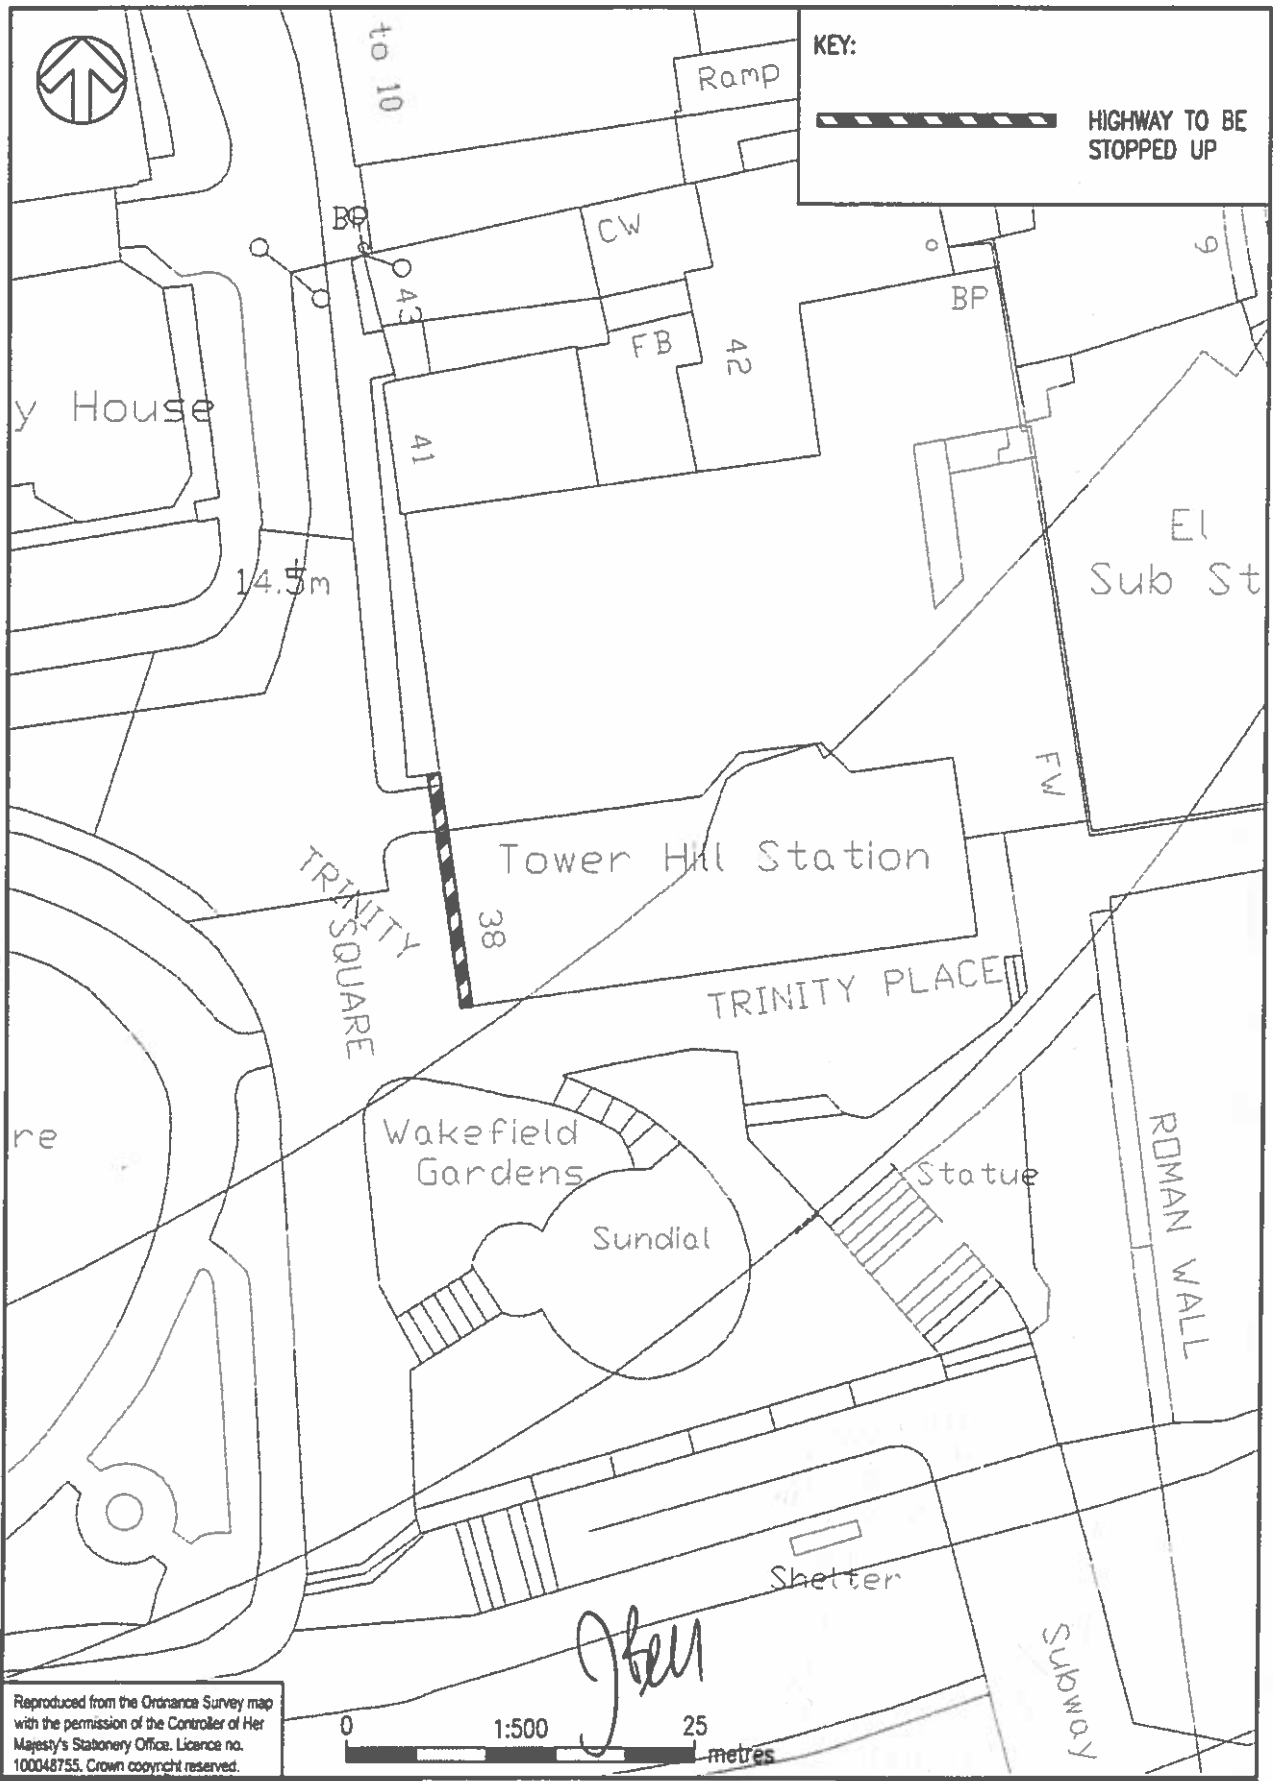 to 10
Ramp
KEY:
HIGHWAY TO BE
STOPPED UP
BP
CW
9
43
BP
FB
42
y House
41
El
Sub St
14.5m
FW
Tower Hill Station
TRINITY
SQUARE
38
TRINITY PLACE
re
Wakefield
Gardens
Statue
ROMAN WALL
Sundial
Shelter
Subway
Reproduced from the Ordnance Survey map
with the permission of the Controller of Her
Majesty's Stationery Office. Licence no.
100048755. Crown copyright reserved.
0 1:500 25
metres